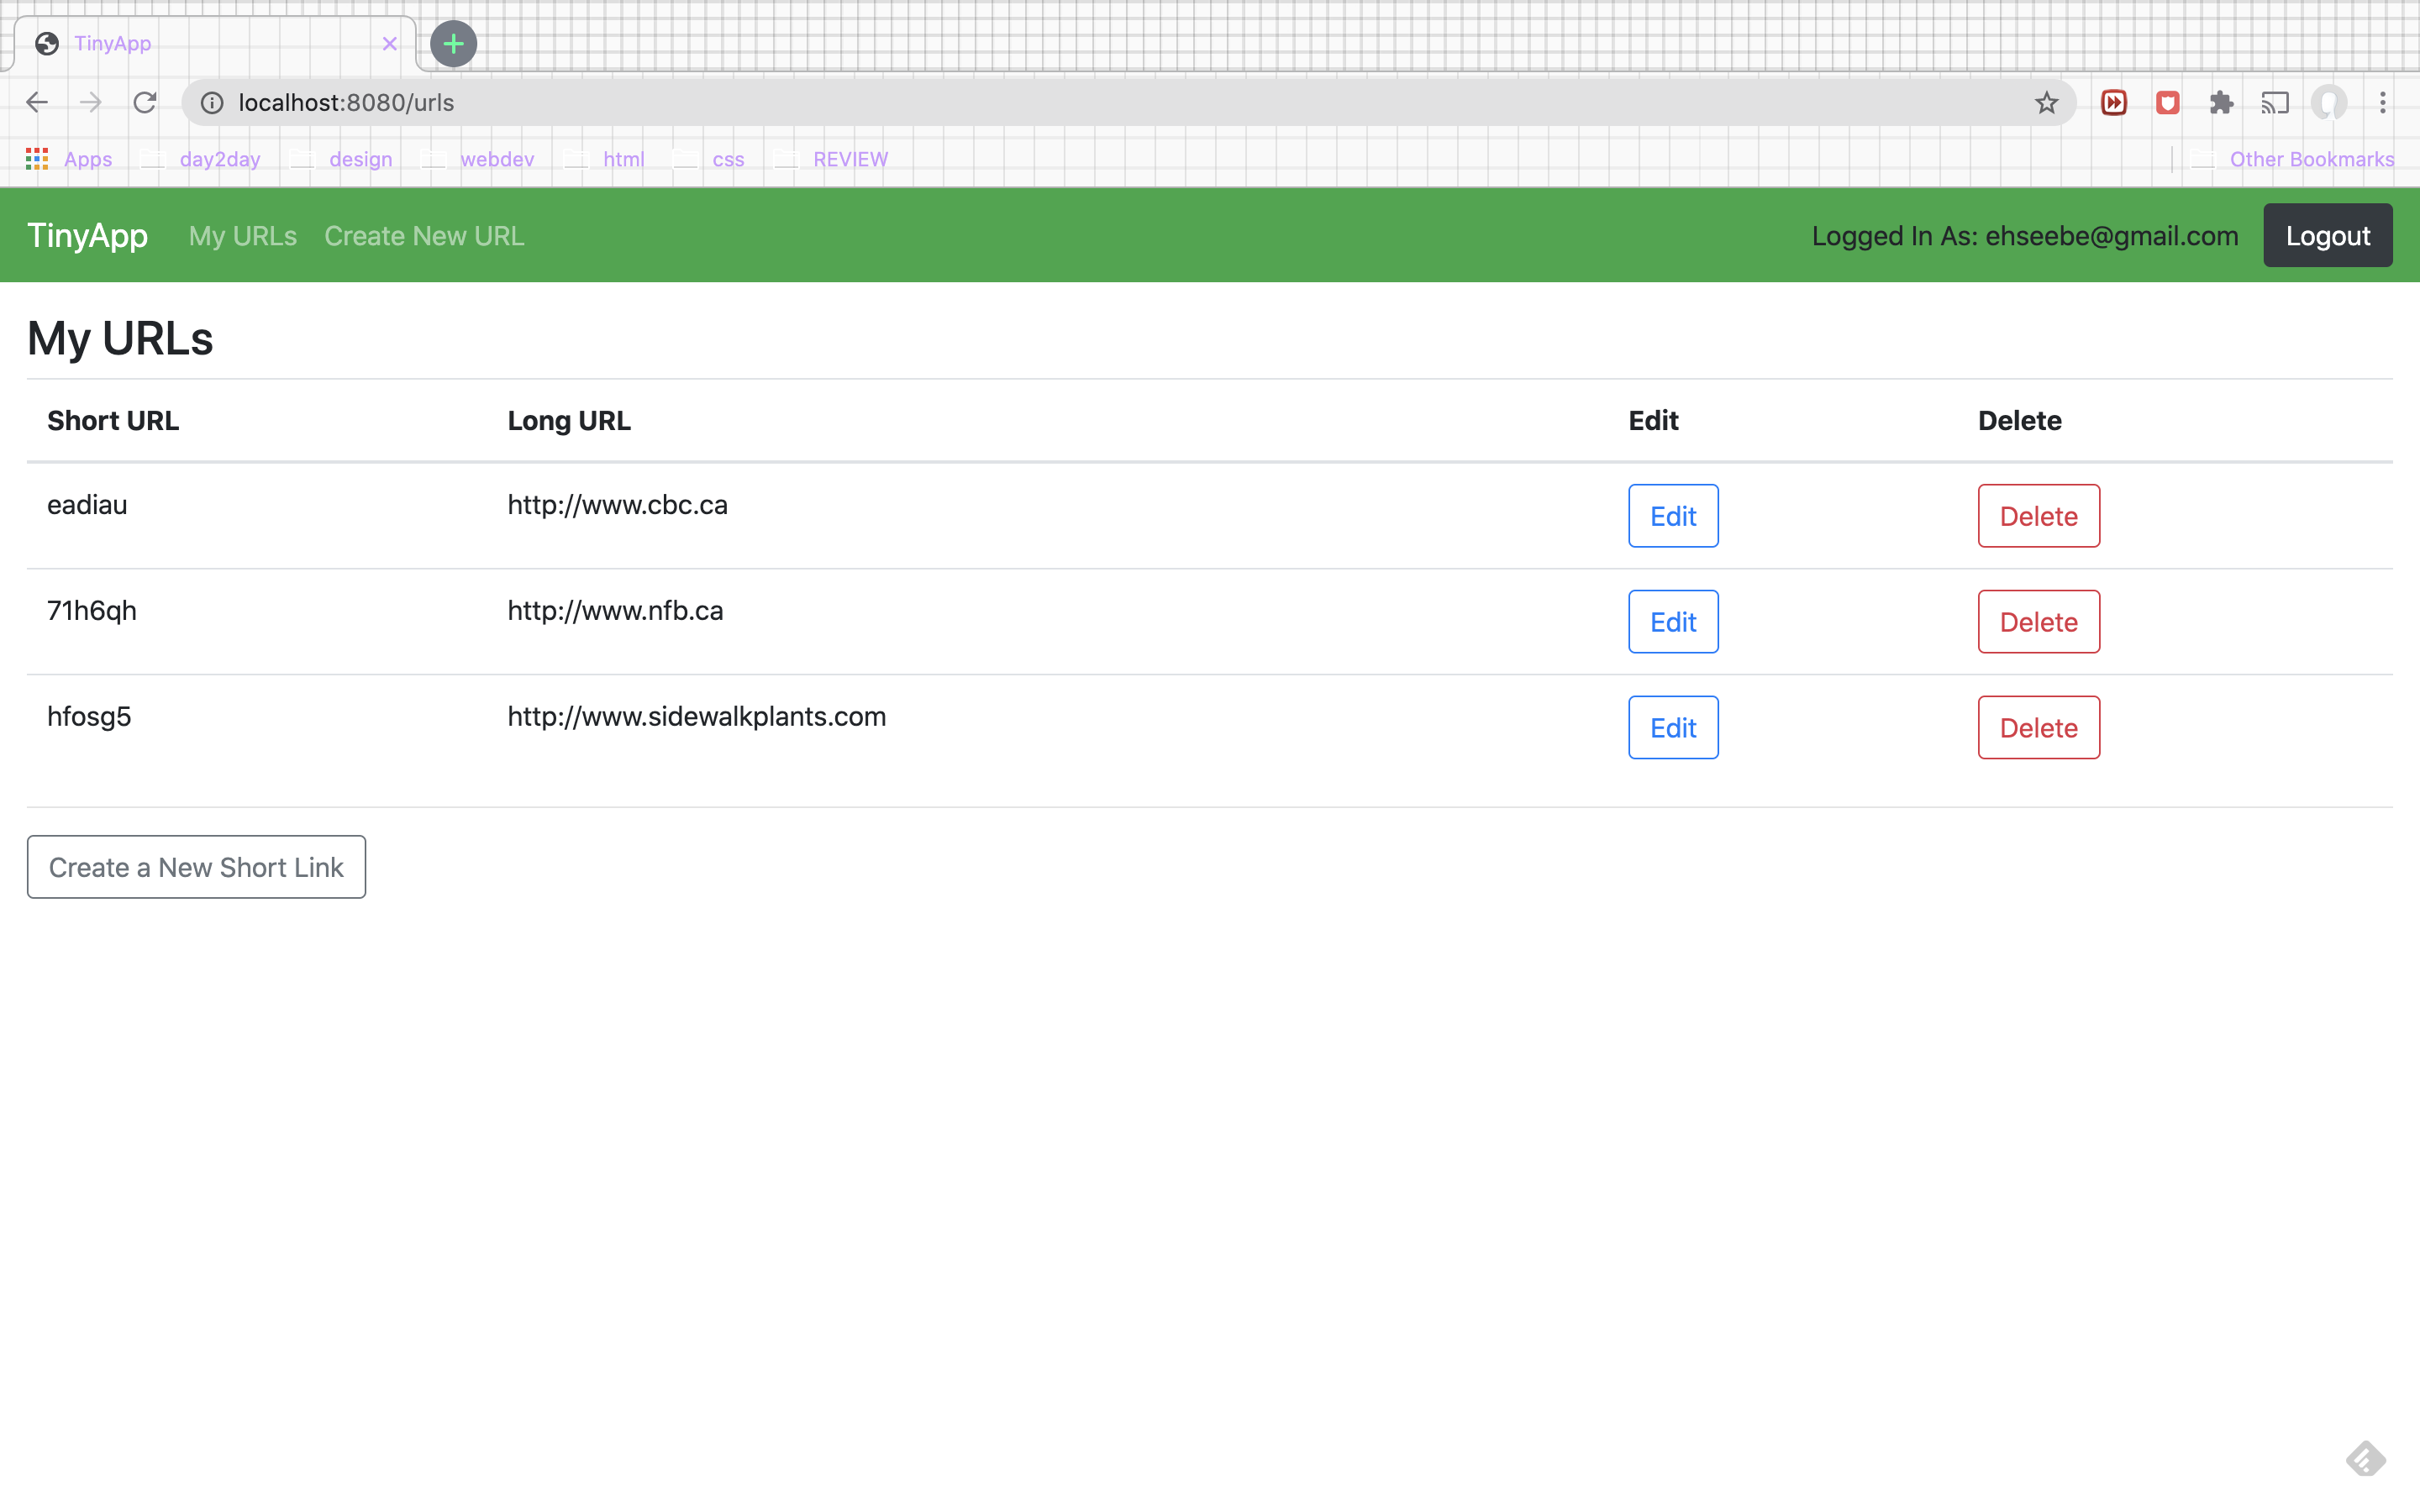 TinyApp
localhost:8080/urls
Apps day2day design webdev html css REVIEW Other Bookmarks
TinyApp My URLs Create New URL Logged In As: ehseebe@gmail.com Logout
My URLs
Short URL Long URL Edit Delete
eadiau http://www.cbc.ca Edit Delete
71h6qh http://www.nfb.ca Edit Delete
hfosg5 http://www.sidewalkplants.com Edit Delete
Create a New Short Link